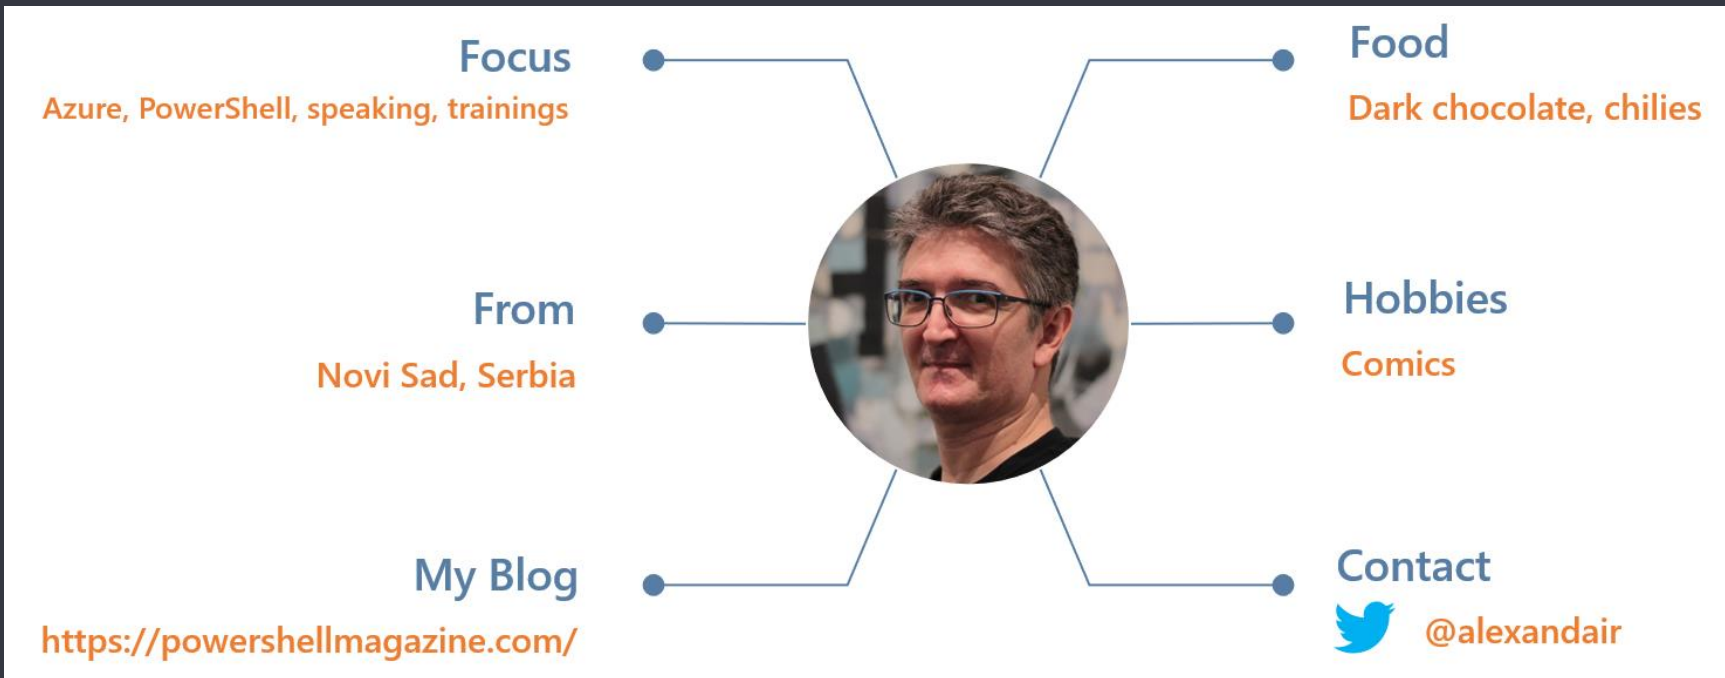 Focus
Azure, PowerShell, speaking, trainings
From
Novi Sad, Serbia
My Blog
https://powershellmagazine.com/
Food
Dark chocolate, chilies
Hobbies
Comics
Contact
@alexandair